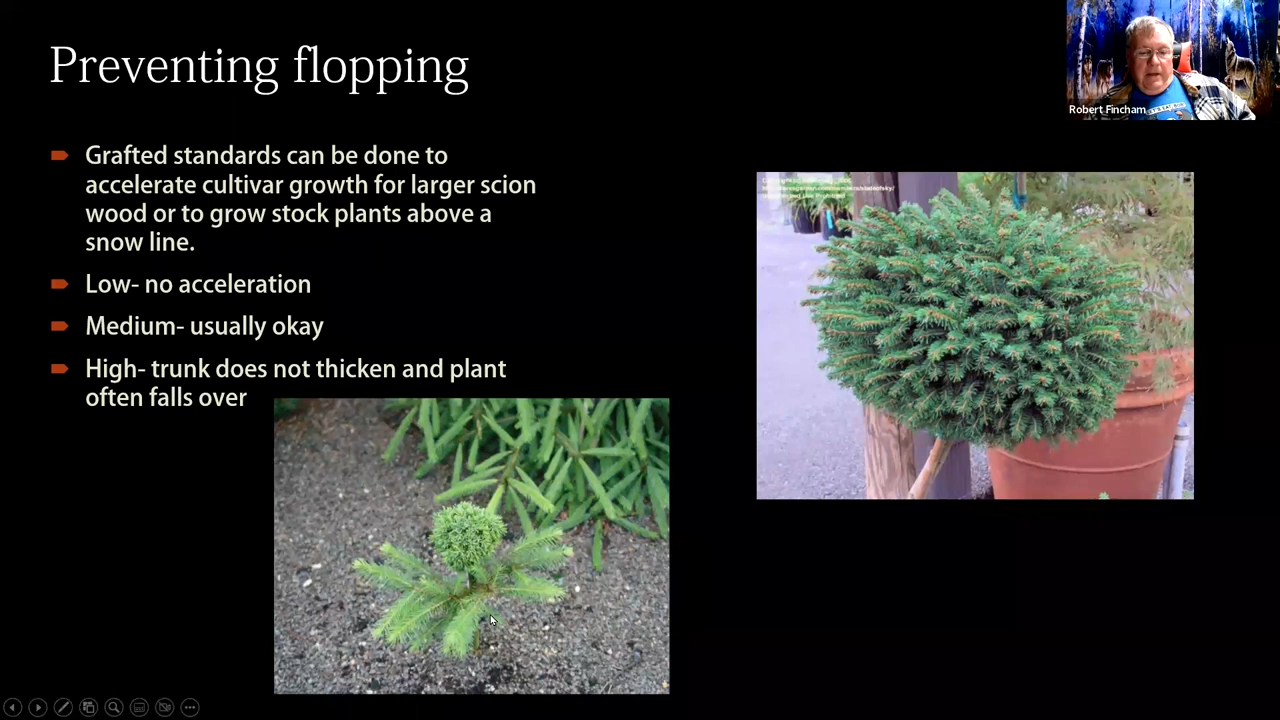 Preventing flopping
Robert Fincham
Grafted standards can be done to
accelerate cultivar growth for larger scion
wood or to grow stock plants above a
snow line.
Low- no acceleration
Medium- usually okay
High- trunk does not thicken and plant
often falls over